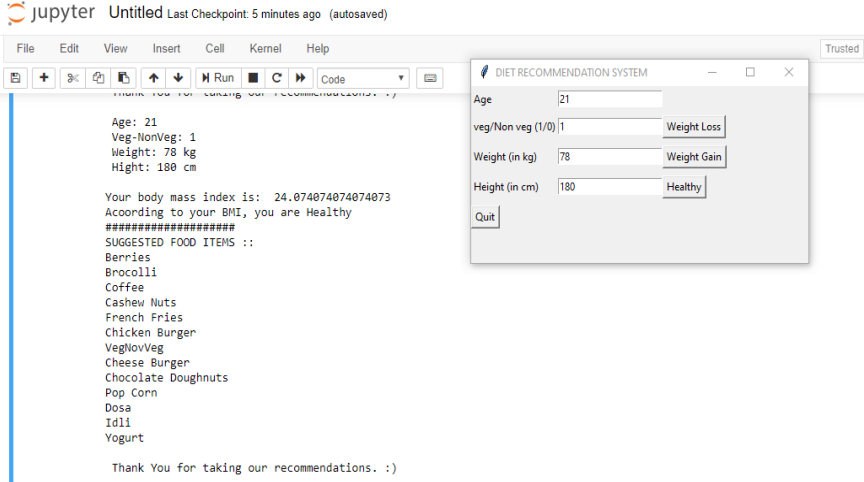 jupyter Untitled Last Checkpoint: 5 minutes ago (autosaved)
File Edit View Insert Cell Kernel Help Trusted
Run Code
Thank You for taking our recommendations. :)
Age: 21
Veg-NonVeg: 1
Weight: 78 kg
Hight: 180 cm
Your body mass index is: 24.074074074074073
Acoording to your BMI, you are Healthy
####################
SUGGESTED FOOD ITEMS ::
Berries
Brocolli
Coffee
Cashew Nuts
French Fries
Chicken Burger
VegNovVeg
Cheese Burger
Chocolate Doughnuts
Pop Corn
Dosa
Idli
Yogurt
Thank You for taking our recommendations. :)
DIET RECOMMENDATION SYSTEM
Age 21
veg/Non veg (1/0) 1 Weight Loss
Weight (in kg) 78 Weight Gain
Height (in cm) 180 Healthy
Quit